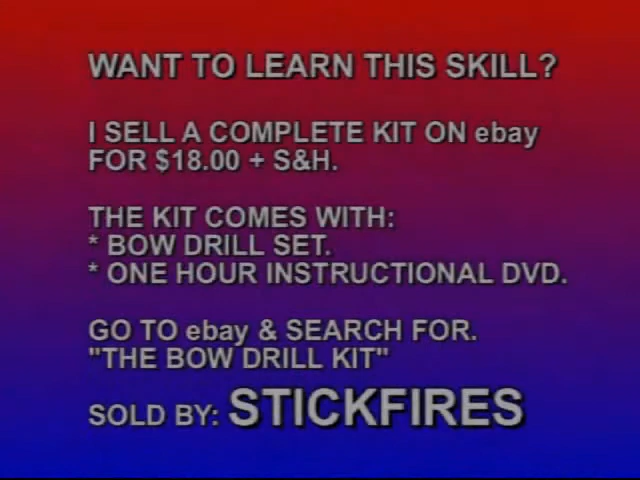 WANT TO LEARN THIS SKILL?
I SELL A COMPLETE KIT ON ebay
FOR $18.00 + S&H.
THE KIT COMES WITH:
* BOW DRILL SET.
* ONE HOUR INSTRUCTIONAL DVD.
GO TO ebay & SEARCH FOR.
"THE BOW DRILL KIT"
SOLD BY: STICKFIRES